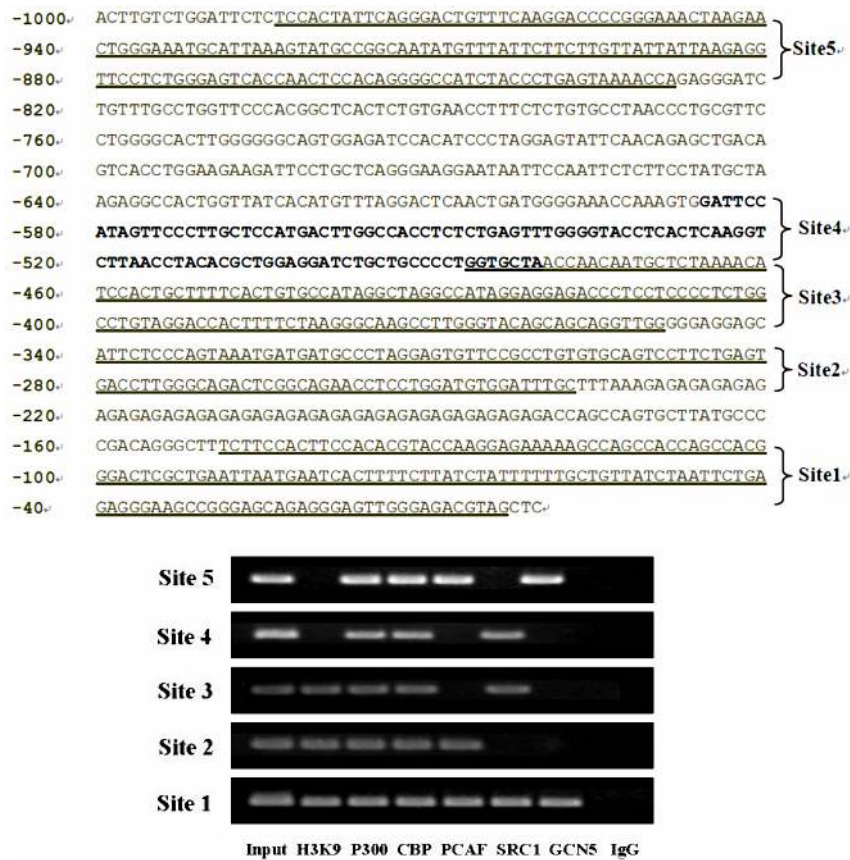 -1000 ACTTGTCTGGATTCTCTCCACTATTCAGGGACTGTTTCAAGGACCCCGGGAAACTAAGAA
-940 CTGGGAAATGCATTAAAGTATGCCGGCAATATGTTTATTCTTCTTGTTATTATTAAGAGG Site5
-880 TTCCTCTGGGAGTCACCAACTCCACAGGGGCCATCTACCCTGAGTAAAACCAGAGGGATC
-820 TGTTTGCCTGGTTCCCACGGCTCACTCTGTGAACCTTTCTCTGTGCCTAACCCTGCGTTC
-760 CTGGGGCACTTGGGGGGCAGTGGAGATCCACATCCCTAGGAGTATTCAACAGAGCTGACA
-700 GTCACCTGGAAGAAGATTCCTGCTCAGGGAAGGAATAATTCCAATTCTCTTCCTATGCTA
-640 AGAGGCCACTGGTTATCACATGTTTAGGACTCAACTGATGGGGAAACCAAAGTGGATTCC
-580 ATAGTTCCCTTGCTCCATGACTTGGCCACCTCTCTGAGTTTGGGGTACCTCACTCAAGGT Site4
-520 CTTAACCTACACGCTGGAGGATCTGCTGCCCCTGGTGCTAACCAACAATGCTCTAAAACA
-460 TCCACTGCTTTTCACTGTGCCATAGGCTAGGCCATAGGAGGAGACCCTCCTCCCCTCTGG Site3
-400 CCTGTAGGACCACTTTTCTAAGGGCAAGCCTTGGGTACAGCAGCAGGTTGGGGGAGGAGC
-340 ATTCTCCCAGTAAATGATGATGCCCTAGGAGTGTTCCGCCTGTGTGCAGTCCTTCTGAGT Site2
-280 GACCTTGGGCAGACTCGGCAGAACCTCCTGGATGTGGATTTGCTTTAAAGAGAGAGAGAG
-220 AGAGAGAGAGAGAGAGAGAGAGAGAGAGAGAGAGAGAGAGACCAGCCAGTGCTTATGCCC
-160 CGACAGGGCTTTCTTCCACTTCCACACGTACCAAGGAGAAAAAGCCAGCCACCAGCCACG
-100 GGACTCGCTGAATTAATGAATCACTTTTCTTATCTATTTTTTGCTGTTATCTAATTCTGA Site1
-40 GAGGGAAGCCGGGAGCAGAGGGAGTTGGGAGACGTAGCTC
Site 5
Site 4
Site 3
Site 2
Site 1
Input H3K9 P300 CBP PCAF SRC1 GCN5 IgG